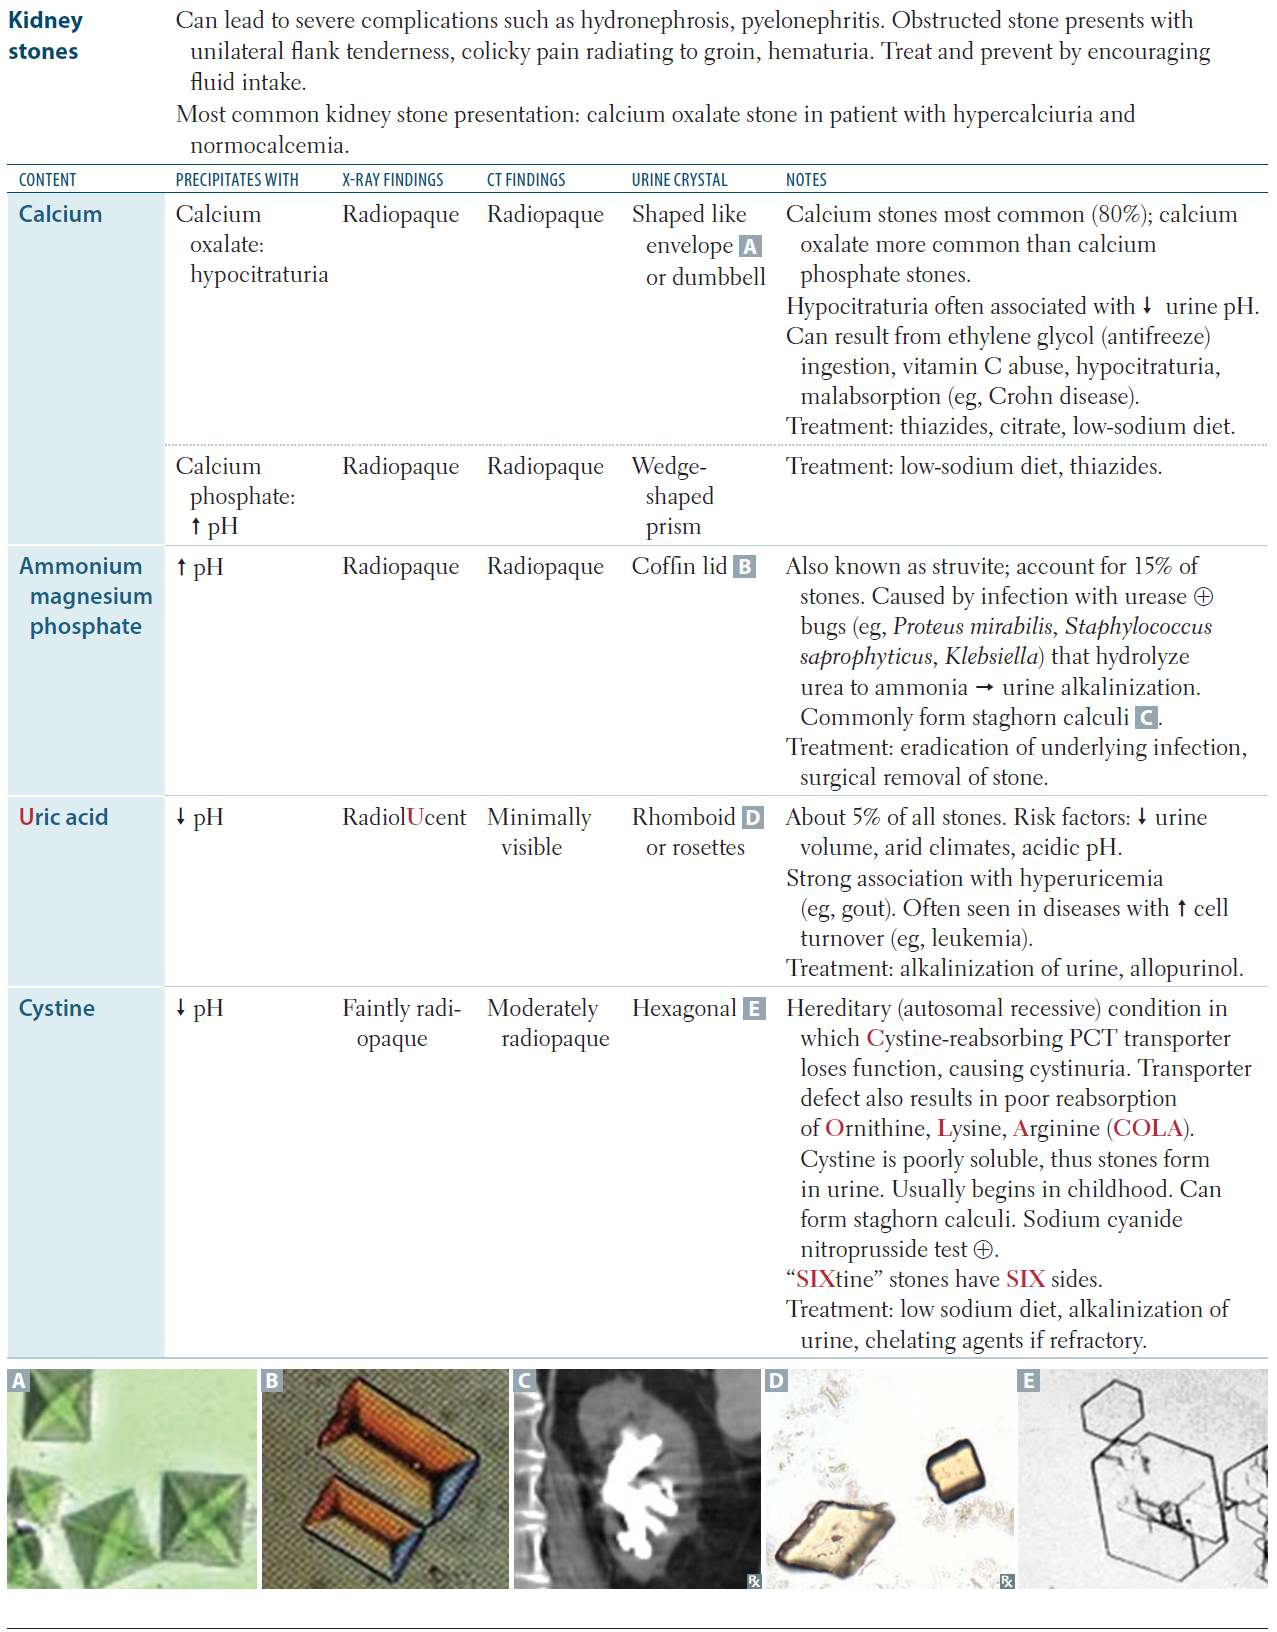 Kidney stones
Can lead to severe complications such as hydronephrosis, pyelonephritis. Obstructed stone presents with
unilateral flank tenderness, colicky pain radiating to groin, hematuria. Treat and prevent by encouraging
fluid intake.
Most common kidney stone presentation: calcium oxalate stone in patient with hypercalciuria and
normocalcemia.
CONTENT PRECIPITATES WITH X-RAY FINDINGS CT FINDINGS URINE CRYSTAL NOTES
Calcium
Calcium
oxalate:
hypocitraturia
Radiopaque
Radiopaque
Shaped like
envelope A
or dumbbell
Calcium stones most common (80%); calcium
oxalate more common than calcium
phosphate stones.
Hypocitraturia often associated with ↓ urine pH.
Can result from ethylene glycol (antifreeze)
ingestion, vitamin C abuse, hypocitraturia,
malabsorption (eg, Crohn disease).
Treatment: thiazides, citrate, low-sodium diet.
Calcium
phosphate:
↑ pH
Radiopaque
Radiopaque
Wedge-
shaped
prism
Treatment: low-sodium diet, thiazides.
Ammonium
magnesium
phosphate
↑ pH
Radiopaque
Radiopaque
Coffin lid B
Also known as struvite; account for 15% of
stones. Caused by infection with urease ⊕
bugs (eg, Proteus mirabilis, Staphylococcus
saprophyticus, Klebsiella) that hydrolyze
urea to ammonia → urine alkalinization.
Commonly form staghorn calculi C.
Treatment: eradication of underlying infection,
surgical removal of stone.
Uric acid
↓ pH
RadiolUcent
Minimally
visible
Rhomboid D
or rosettes
About 5% of all stones. Risk factors: ↓ urine
volume, arid climates, acidic pH.
Strong association with hyperuricemia
(eg, gout). Often seen in diseases with ↑ cell
turnover (eg, leukemia).
Treatment: alkalinization of urine, allopurinol.
Cystine
↓ pH
Faintly radi-
opaque
Moderately
radiopaque
Hexagonal E
Hereditary (autosomal recessive) condition in
which Cystine-reabsorbing PCT transporter
loses function, causing cystinuria. Transporter
defect also results in poor reabsorption
of Ornithine, Lysine, Arginine (COLA).
Cystine is poorly soluble, thus stones form
in urine. Usually begins in childhood. Can
form staghorn calculi. Sodium cyanide
nitroprusside test ⊕.
“SIXtine” stones have SIX sides.
Treatment: low sodium diet, alkalinization of
urine, chelating agents if refractory.
A B C D E
℞ ℞